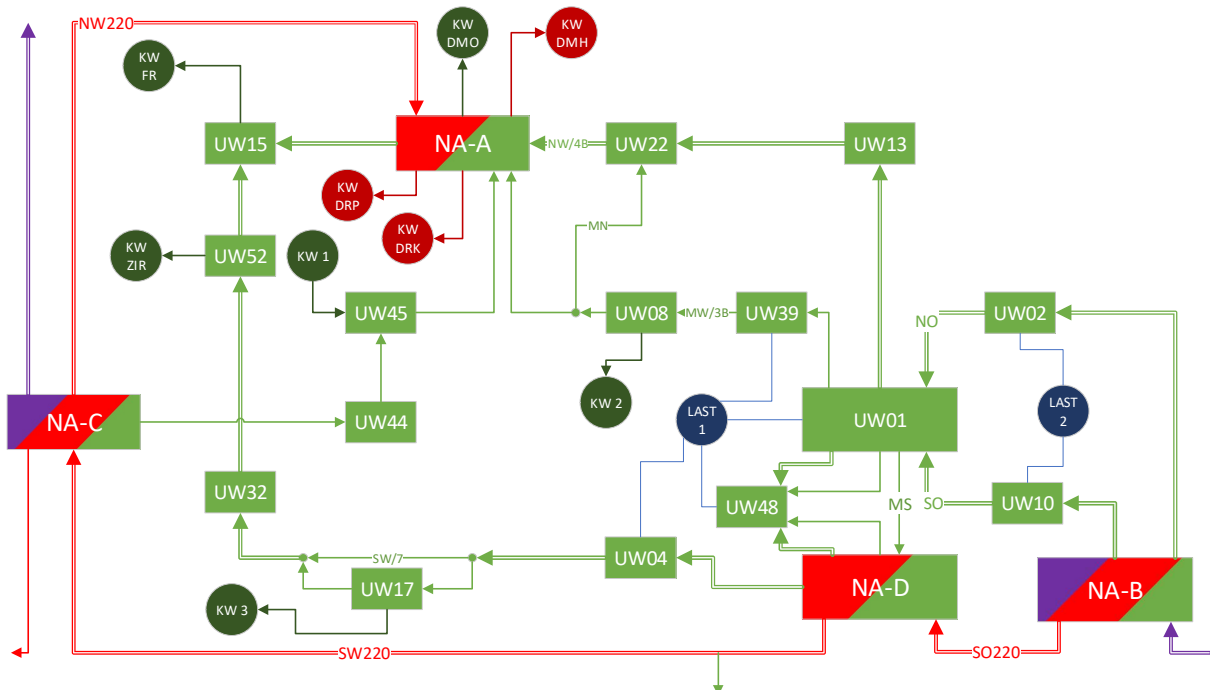 NW220
KW
DMO
KW
DMH
KW
FR
UW15
NA-A
NW/4B
UW22
UW13
KW
DRP
KW
DRK
MN
KW
ZIR
UW52
KW 1
UW45
UW08
MW/3B
UW39
UW02
NO
KW 2
NA-C
UW44
LAST
1
UW01
LAST
2
UW32
UW48
MS
SO
UW10
SW/7
UW04
UW17
NA-D
NA-B
KW 3
SW220
SO220